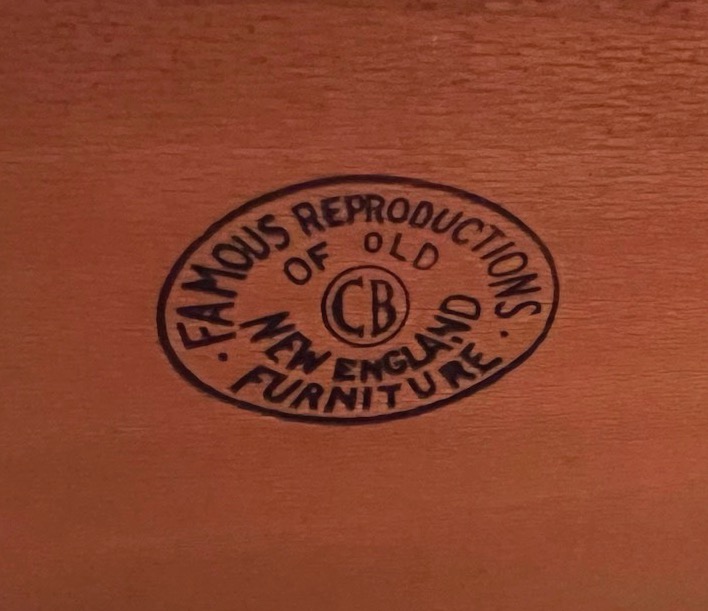 FAMOUS REPRODUCTIONS
OF OLD
CB
NEW ENGLAND
FURNITURE